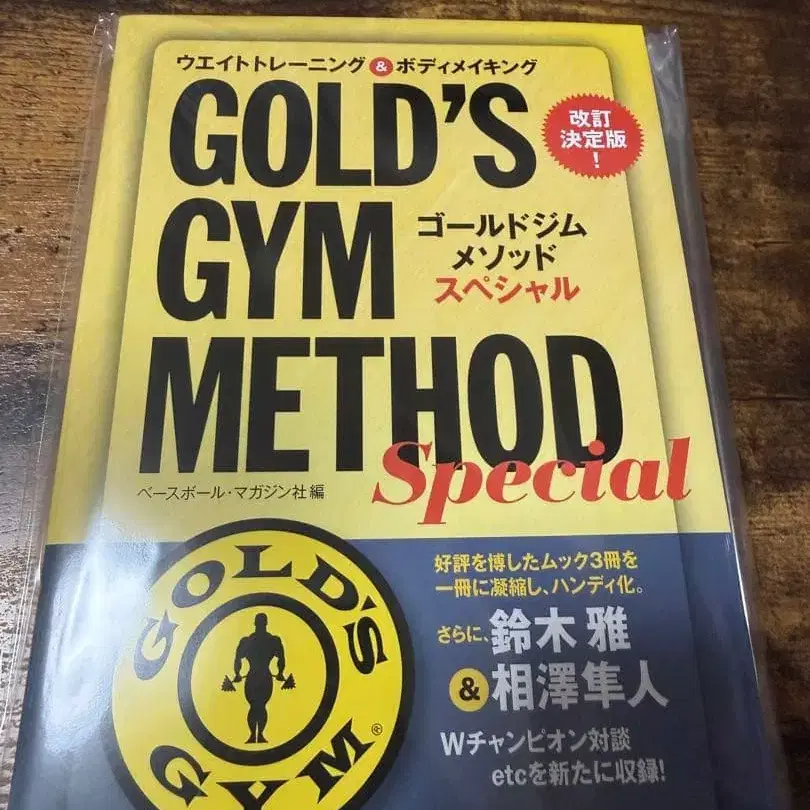 ウエイトトレーニング&ボディメイキング
GOLD'S
GYM
METHOD
Special
改訂
決定版!
ゴールドジム
メソッド
スペシャル
ベースボール・マガジン社 編
GOLD'S
GYM®
好評を博したムック3冊を
一冊に凝縮し、ハンディ化。
さらに、鈴木 雅
&相澤隼人
Wチャンピオン対談
etcを新たに収録!